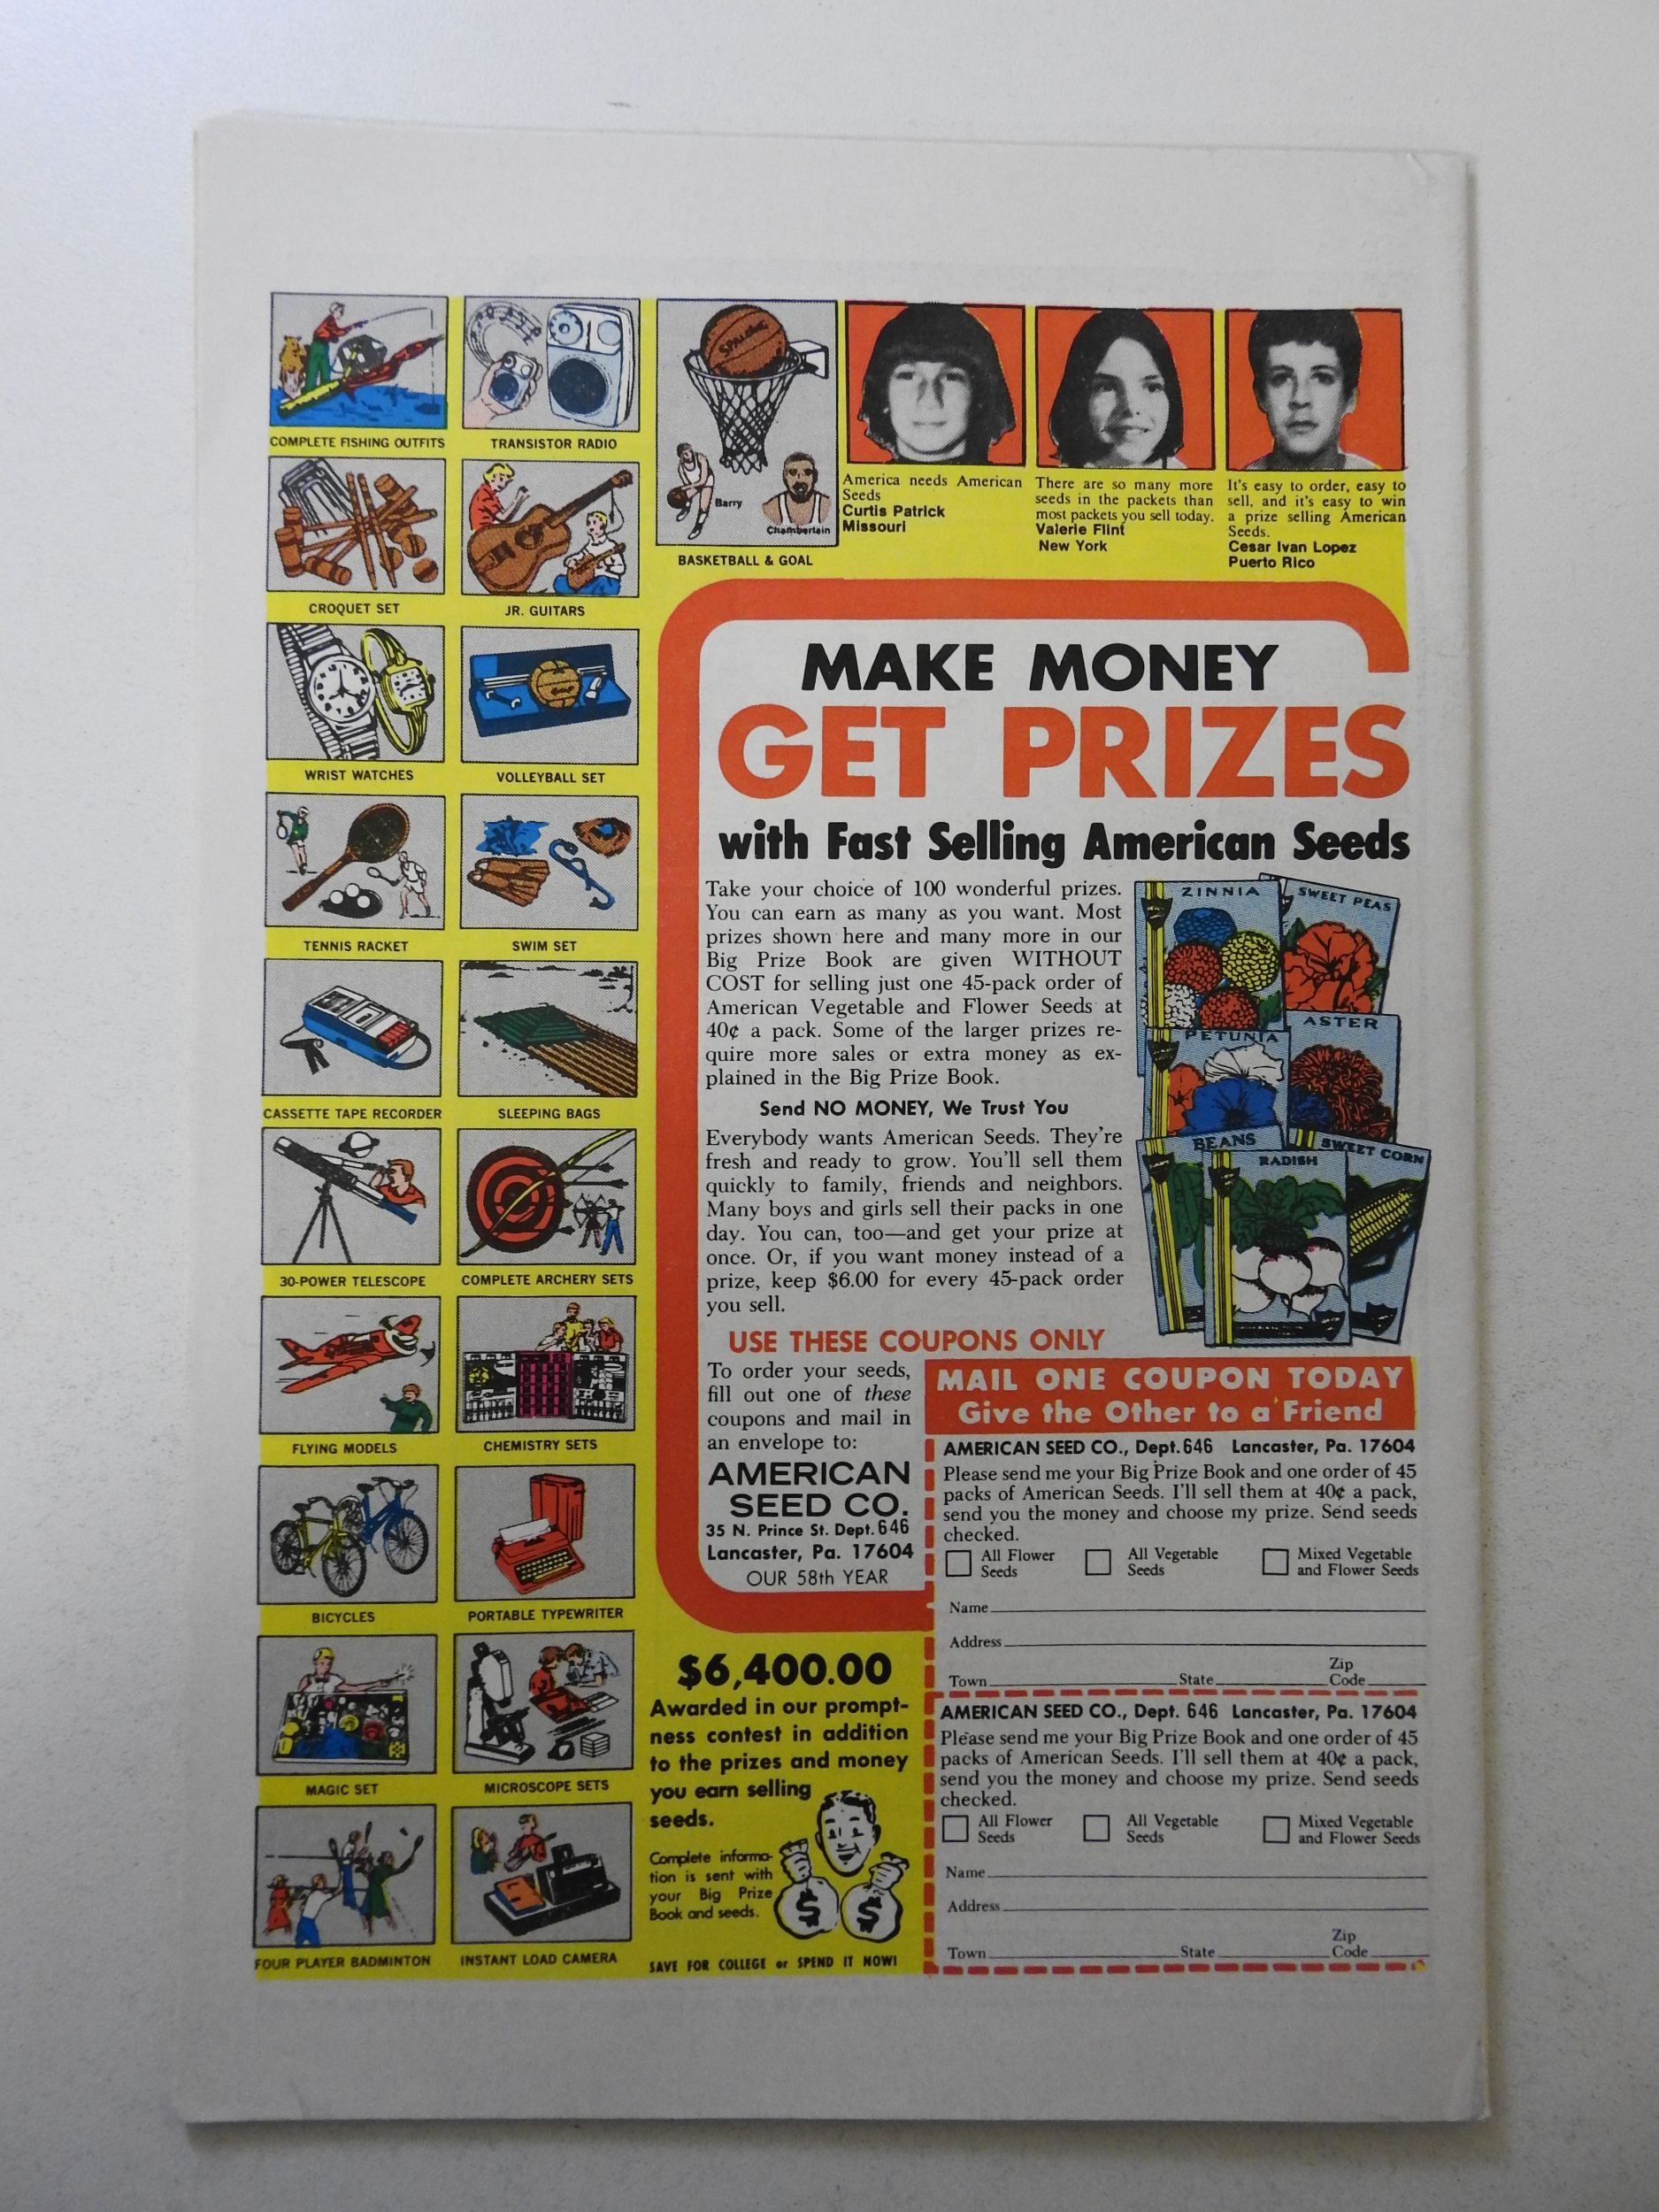 COMPLETE FISHING OUTFITS
TRANSISTOR RADIO
CROQUET SET
JR. GUITARS
WRIST WATCHES
VOLLEYBALL SET
TENNIS RACKET
SWIM SET
CASSETTE TAPE RECORDER
SLEEPING BAGS
30-POWER TELESCOPE
COMPLETE ARCHERY SETS
FLYING MODELS
CHEMISTRY SETS
BICYCLES
PORTABLE TYPEWRITER
MAGIC SET
MICROSCOPE SETS
FOUR PLAYER BADMINTON
INSTANT LOAD CAMERA
SPALDING
Barry
Chamberlain
BASKETBALL & GOAL
America needs American
Seeds
Curtis Patrick
Missouri
There are so many more
seeds in the packets than
most packets you sell today.
Valerie Flint
New York
It's easy to order, easy to
sell, and it's easy to win
a prize selling American
Seeds.
Cesar Ivan Lopez
Puerto Rico
MAKE MONEY
GET PRIZES
with Fast Selling American Seeds
Take your choice of 100 wonderful prizes.
You can earn as many as you want. Most
prizes shown here and many more in our
Big Prize Book are given WITHOUT
COST for selling just one 45-pack order of
American Vegetable and Flower Seeds at
40¢ a pack. Some of the larger prizes re-
quire more sales or extra money as ex-
plained in the Big Prize Book.
Send NO MONEY, We Trust You
Everybody wants American Seeds. They're
fresh and ready to grow. You'll sell them
quickly to family, friends and neighbors.
Many boys and girls sell their packs in one
day. You can, too—and get your prize at
once. Or, if you want money instead of a
prize, keep $6.00 for every 45-pack order
you sell.
ZINNIA
SWEET PEAS
PETUNIA
ASTER
BEANS
RADISH
SWEET CORN
USE THESE COUPONS ONLY
To order your seeds,
fill out one of these
coupons and mail in
an envelope to:
AMERICAN
SEED CO.
35 N. Prince St. Dept. 646
Lancaster, Pa. 17604
OUR 58th YEAR
MAIL ONE COUPON TODAY
Give the Other to a Friend
AMERICAN SEED CO., Dept. 646 Lancaster, Pa. 17604
Please send me your Big Prize Book and one order of 45
packs of American Seeds. I'll sell them at 40¢ a pack,
send you the money and choose my prize. Send seeds
checked.
All Flower All Vegetable Mixed Vegetable
Seeds Seeds and Flower Seeds
Name
Address
Town State Zip Code
AMERICAN SEED CO., Dept. 646 Lancaster, Pa. 17604
Please send me your Big Prize Book and one order of 45
packs of American Seeds. I'll sell them at 40¢ a pack,
send you the money and choose my prize. Send seeds
checked.
All Flower All Vegetable Mixed Vegetable
Seeds Seeds and Flower Seeds
Name
Address
Town State Zip Code
$6,400.00
Awarded in our prompt-
ness contest in addition
to the prizes and money
you earn selling
seeds.
Complete informa-
tion is sent with
your Big Prize
Book and seeds.
$ $
SAVE FOR COLLEGE or SPEND IT NOW!